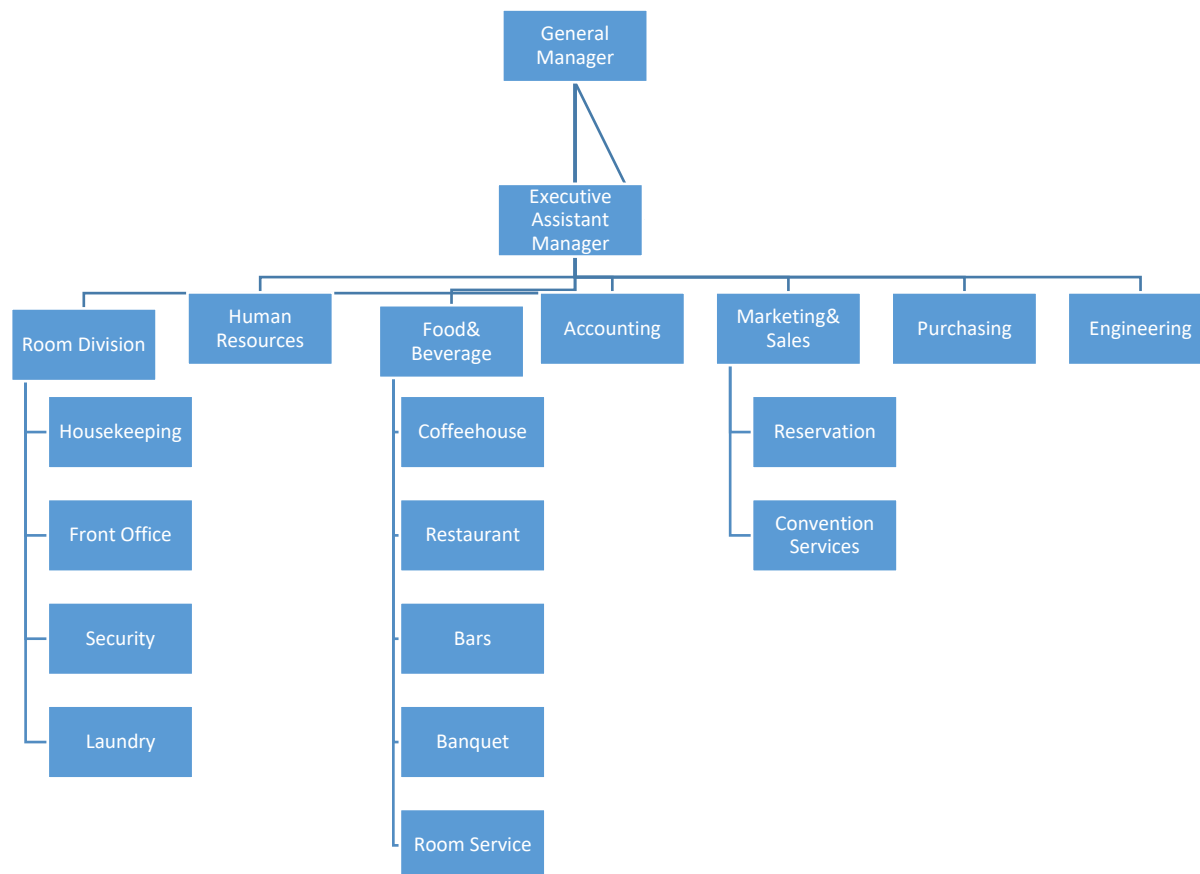 General
Manager
Executive
Assistant
Manager
Room Division
Human
Resources
Food&
Beverage
Accounting
Marketing&
Sales
Purchasing
Engineering
Housekeeping
Coffeehouse
Reservation
Front Office
Restaurant
Convention
Services
Security
Bars
Laundry
Banquet
Room Service